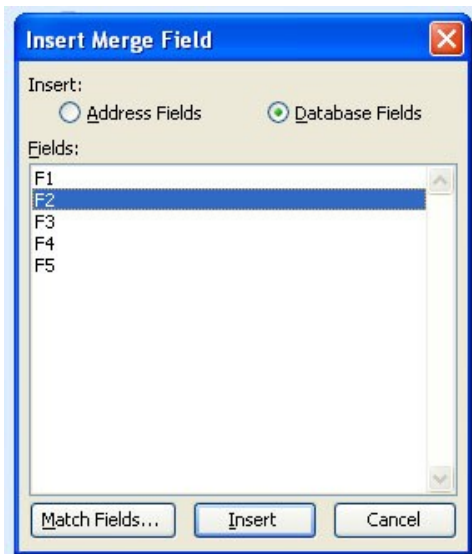 Insert Merge Field
Insert:
Address Fields Database Fields
Fields:
F1
F2
F3
F4
F5
Match Fields... Insert Cancel